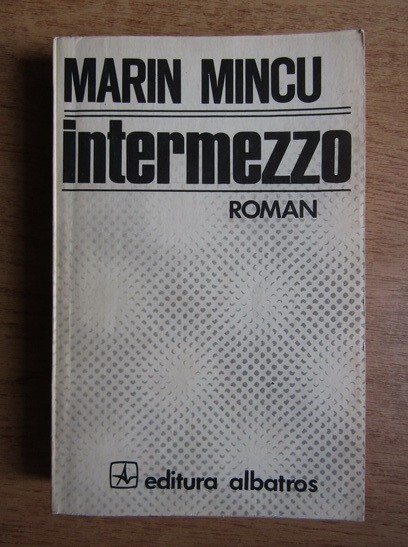 MARIN MINCU
intermezzo
ROMAN
editura albatros